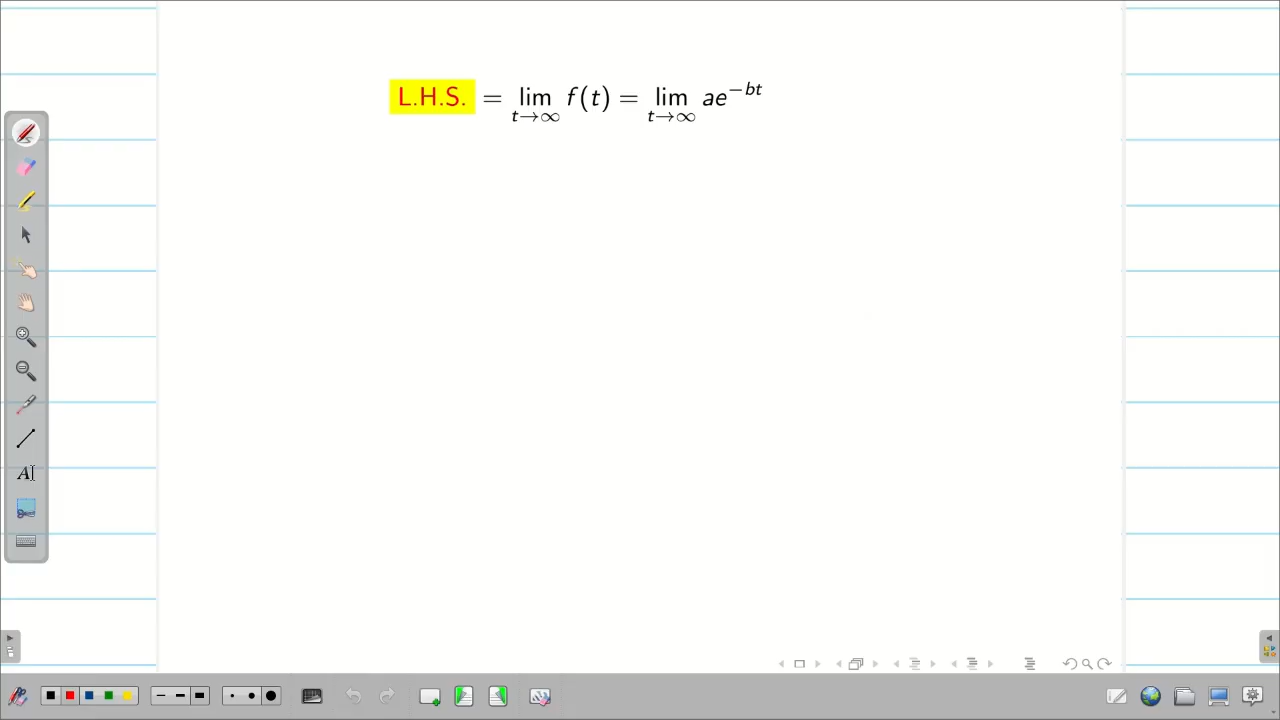 L.H.S. = lim_{t→∞} f(t) = lim_{t→∞} ae^{−bt}